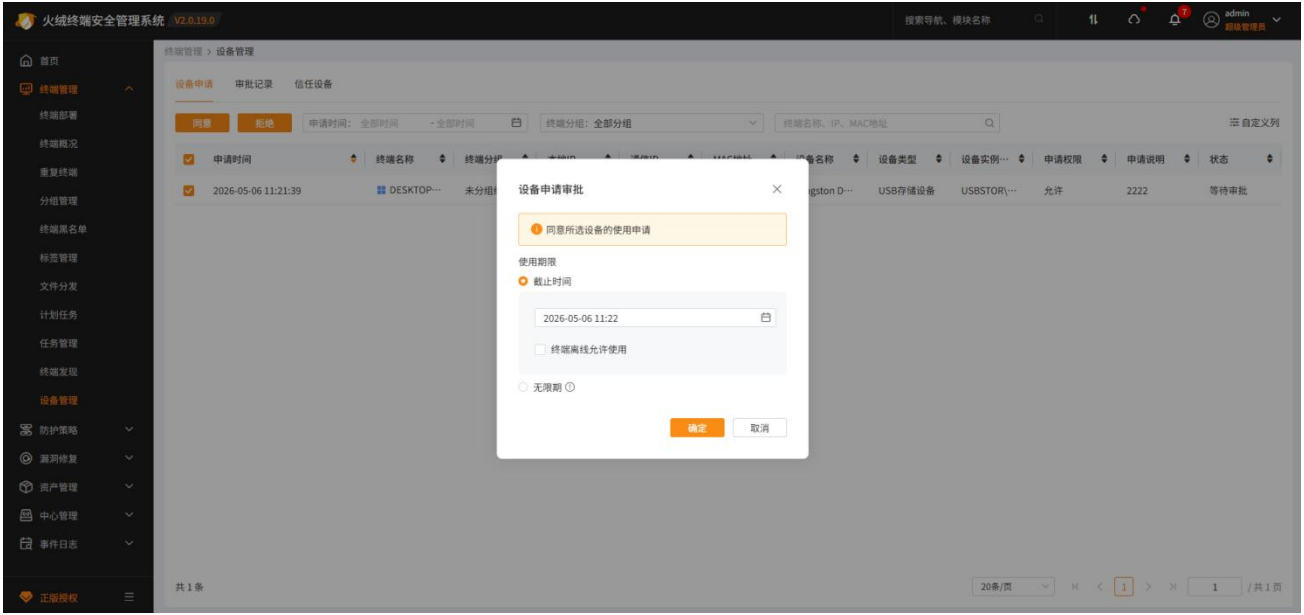 火绒终端安全管理系统 V2.0.19.0 搜索导航、模块名称 7 admin
超级管理员
终端管理 > 设备管理
首页
终端管理
终端部署
终端概况
重复终端
分组管理
终端黑名单
标签管理
文件分发
计划任务
任务管理
终端发现
设备管理
防护策略
漏洞修复
资产管理
中心管理
事件日志
正版授权
设备申请 审批记录 信任设备
同意 拒绝 申请时间: 全部时间 - 全部时间 终端分组: 全部分组 终端名称、IP、MAC地址 自定义列
申请时间 终端名称 终端分组 本地IP 通信IP MAC地址 设备名称 设备类型 设备实例… 申请权限 申请说明 状态
2026-05-06 11:21:39 DESKTOP… 未分组 gston D… USB存储设备 USBSTOR\… 允许 2222 等待审批
设备申请审批
同意所选设备的使用申请
使用期限
截止时间
2026-05-06 11:22
终端离线允许使用
无限期
确定 取消
共 1 条 20条/页 1 1 / 共 1 页